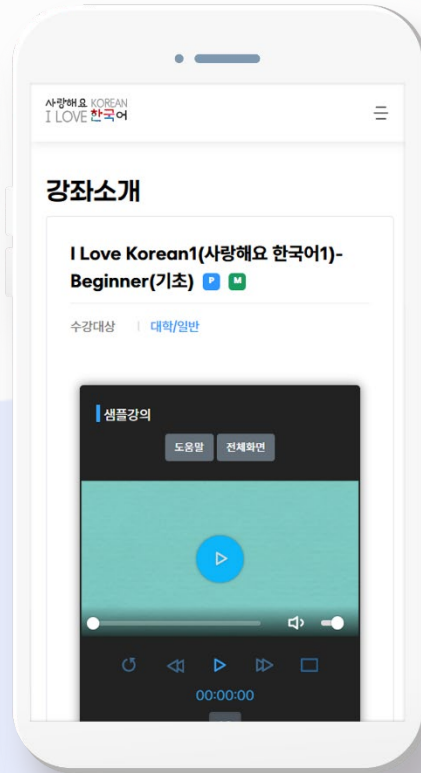 사랑해요 KOREAN
I LOVE 한국어
강좌소개
I Love Korean1(사랑해요 한국어1)-
Beginner(기초) P M
수강대상 대학/일반
샘플강의
도움말 전체화면
00:00:00